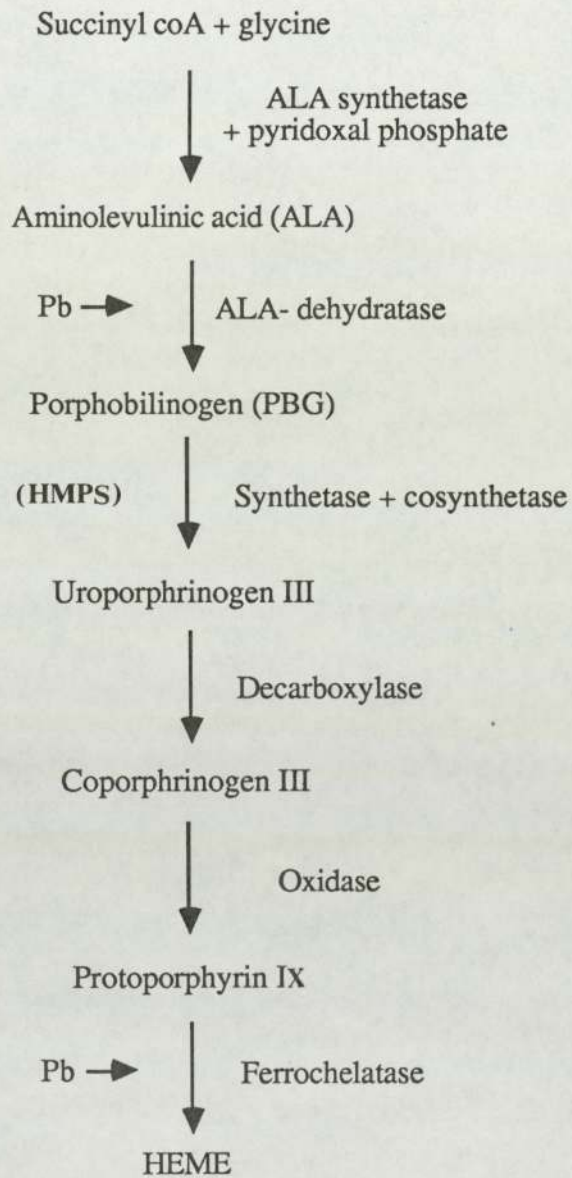 Succinyl coA + glycine
ALA synthetase
+ pyridoxal phosphate
Aminolevulinic acid (ALA)
Pb
ALA- dehydratase
Porphobilinogen (PBG)
(HMPS)
Synthetase + cosynthetase
Uroporphrinogen III
Decarboxylase
Coporphrinogen III
Oxidase
Protoporphyrin IX
Pb
Ferrochelatase
HEME